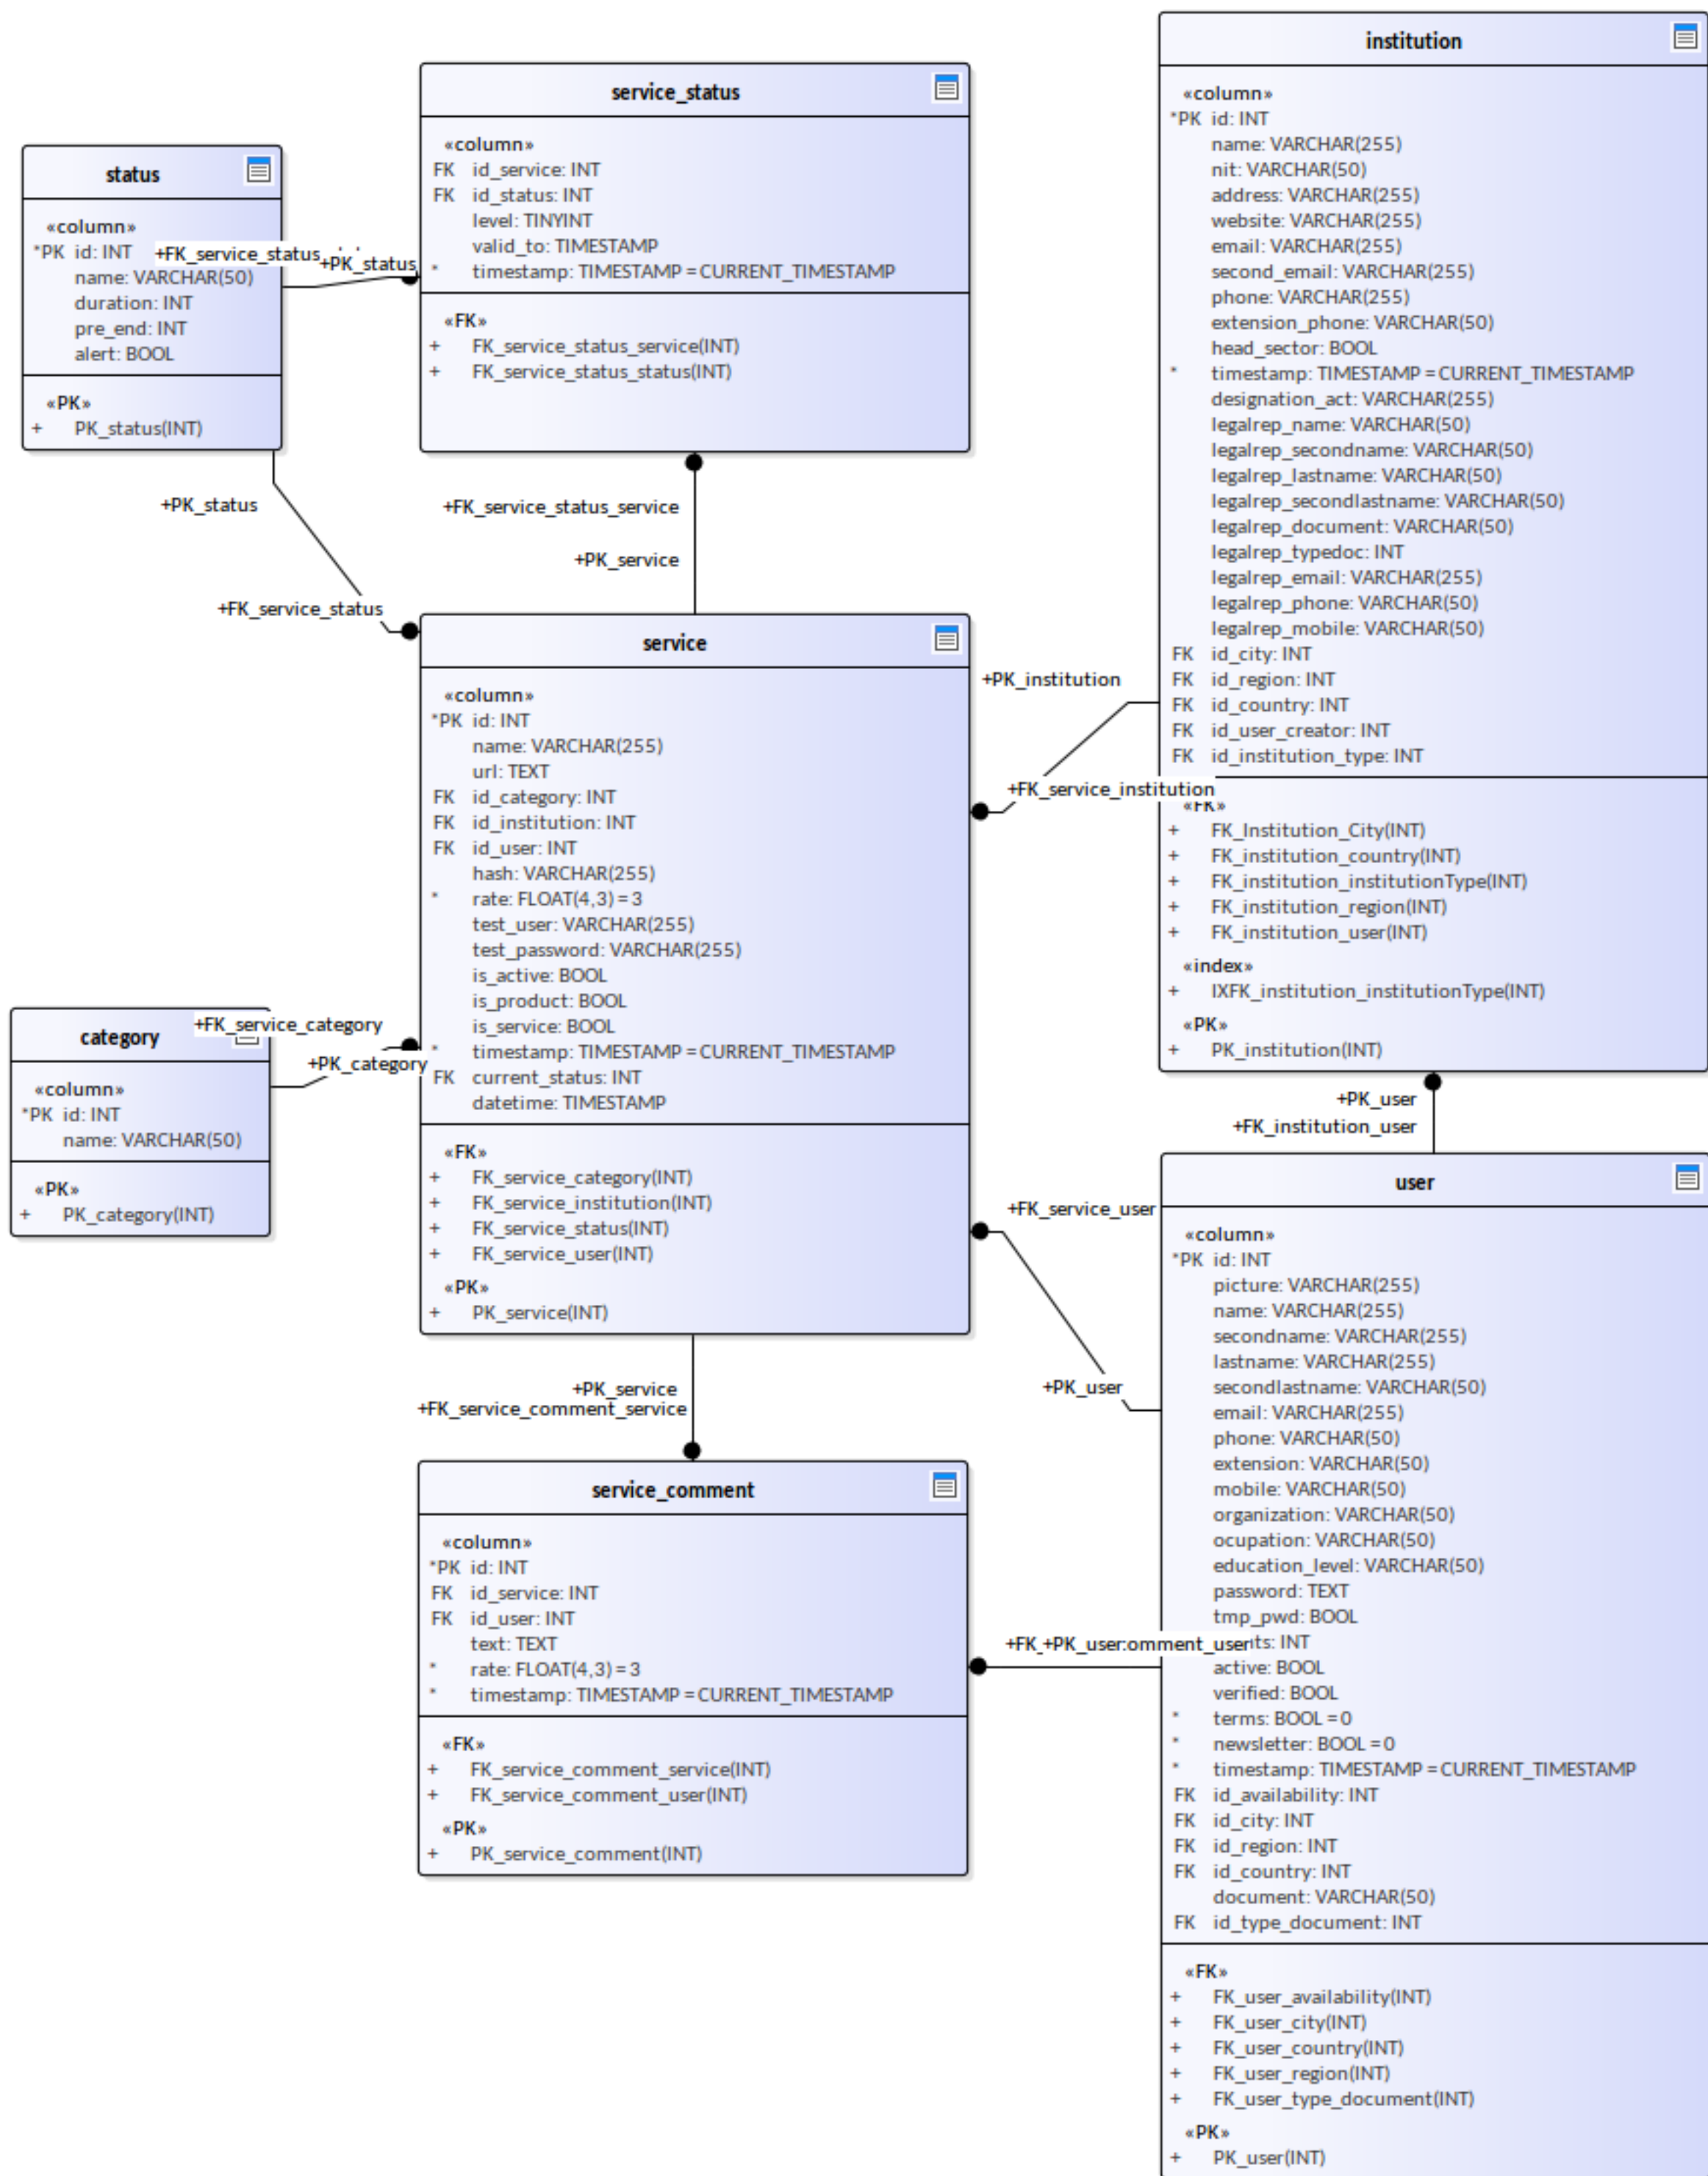 status
«column»
*PK id: INT
name: VARCHAR(50)
duration: INT
pre_end: INT
alert: BOOL
«PK»
+ PK_status(INT)
+FK_service_status
+PK_status
service_status
«column»
FK id_service: INT
FK id_status: INT
level: TINYINT
valid_to: TIMESTAMP
* timestamp: TIMESTAMP = CURRENT_TIMESTAMP
«FK»
+ FK_service_status_service(INT)
+ FK_service_status_status(INT)
+PK_status
+FK_service_status
+FK_service_status_service
+PK_service
service
«column»
*PK id: INT
name: VARCHAR(255)
url: TEXT
FK id_category: INT
FK id_institution: INT
FK id_user: INT
hash: VARCHAR(255)
* rate: FLOAT(4,3) = 3
test_user: VARCHAR(255)
test_password: VARCHAR(255)
is_active: BOOL
is_product: BOOL
is_service: BOOL
* timestamp: TIMESTAMP = CURRENT_TIMESTAMP
FK current_status: INT
datetime: TIMESTAMP
«FK»
+ FK_service_category(INT)
+ FK_service_institution(INT)
+ FK_service_status(INT)
+ FK_service_user(INT)
«PK»
+ PK_service(INT)
category
+FK_service_category
+PK_category
«column»
*PK id: INT
name: VARCHAR(50)
«PK»
+ PK_category(INT)
+PK_service
+FK_service_comment_service
service_comment
«column»
*PK id: INT
FK id_service: INT
FK id_user: INT
text: TEXT
* rate: FLOAT(4,3) = 3
* timestamp: TIMESTAMP = CURRENT_TIMESTAMP
«FK»
+ FK_service_comment_service(INT)
+ FK_service_comment_user(INT)
«PK»
+ PK_service_comment(INT)
institution
«column»
*PK id: INT
name: VARCHAR(255)
nit: VARCHAR(50)
address: VARCHAR(255)
website: VARCHAR(255)
email: VARCHAR(255)
second_email: VARCHAR(255)
phone: VARCHAR(255)
extension_phone: VARCHAR(50)
head_sector: BOOL
* timestamp: TIMESTAMP = CURRENT_TIMESTAMP
designation_act: VARCHAR(255)
legalrep_name: VARCHAR(50)
legalrep_secondname: VARCHAR(50)
legalrep_lastname: VARCHAR(50)
legalrep_secondlastname: VARCHAR(50)
legalrep_document: VARCHAR(50)
legalrep_typedoc: INT
legalrep_email: VARCHAR(255)
legalrep_phone: VARCHAR(50)
legalrep_mobile: VARCHAR(50)
FK id_city: INT
FK id_region: INT
FK id_country: INT
FK id_user_creator: INT
FK id_institution_type: INT
+PK_institution
+FK_service_institution
«FK»
+ FK_Institution_City(INT)
+ FK_institution_country(INT)
+ FK_institution_institutionType(INT)
+ FK_institution_region(INT)
+ FK_institution_user(INT)
«index»
+ IXFK_institution_institutionType(INT)
«PK»
+ PK_institution(INT)
+PK_user
+FK_institution_user
+FK_service_user
+PK_user
user
«column»
*PK id: INT
picture: VARCHAR(255)
name: VARCHAR(255)
secondname: VARCHAR(255)
lastname: VARCHAR(255)
secondlastname: VARCHAR(50)
email: VARCHAR(255)
phone: VARCHAR(50)
extension: VARCHAR(50)
mobile: VARCHAR(50)
organization: VARCHAR(50)
ocupation: VARCHAR(50)
education_level: VARCHAR(50)
password: TEXT
tmp_pwd: BOOL
+PK_user
: INT
active: BOOL
verified: BOOL
* terms: BOOL = 0
* newsletter: BOOL = 0
* timestamp: TIMESTAMP = CURRENT_TIMESTAMP
FK id_availability: INT
FK id_city: INT
FK id_region: INT
FK id_country: INT
document: VARCHAR(50)
FK id_type_document: INT
«FK»
+ FK_user_availability(INT)
+ FK_user_city(INT)
+ FK_user_country(INT)
+ FK_user_region(INT)
+ FK_user_type_document(INT)
«PK»
+ PK_user(INT)